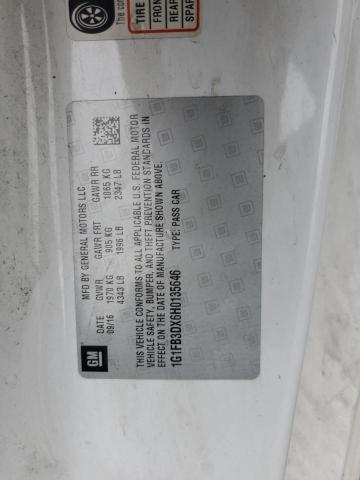 The con
TIRE
FRON
REAR
SPAR
GM
MFD BY GENERAL MOTORS LLC
DATE GVWR GAWR FRT GAWR RR
09/16 1970 KG 905 KG 1065 KG
4343 LB 1996 LB 2347 LB
THIS VEHICLE CONFORMS TO ALL APPLICABLE U.S. FEDERAL MOTOR
VEHICLE SAFETY, BUMPER, AND THEFT PREVENTION STANDARDS IN
EFFECT ON THE DATE OF MANUFACTURE SHOWN ABOVE.
1G1FB3DX6H0135646 TYPE: PASS CAR